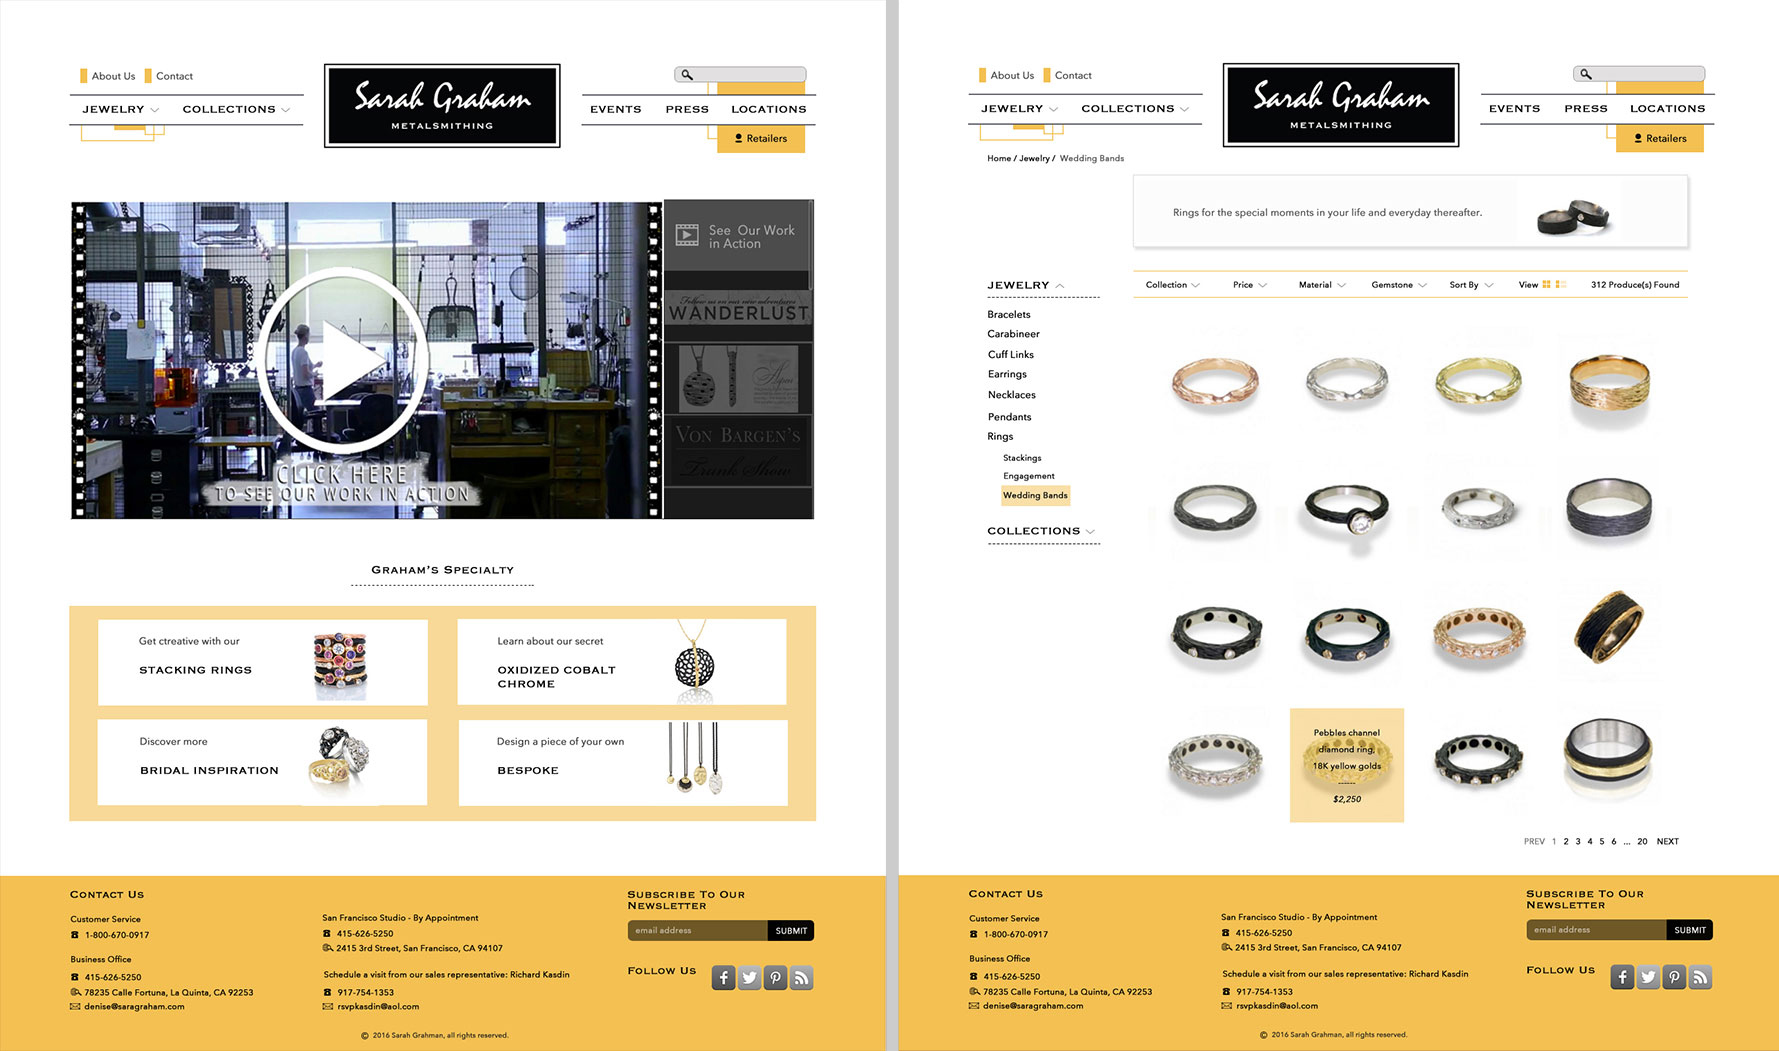 About Us
Contact
JEWELRY
COLLECTIONS
Sarah Graham
METALSMITHING
EVENTS
PRESS
LOCATIONS
Retailers
See Our Work
in Action
Follow us on our new adventures
WANDERLUST
VON BARGEN'S
Trunk Show
CLICK HERE
TO SEE OUR WORK IN ACTION
GRAHAM'S SPECIALTY
Get ctreative with our
STACKING RINGS
Learn about our secret
OXIDIZED COBALT
CHROME
Discover more
BRIDAL INSPIRATION
Design a piece of your own
BESPOKE
CONTACT US
Customer Service
1-800-670-0917
Business Office
415-626-5250
78235 Calle Fortuna, La Quinta, CA 92253
denise@saragraham.com
San Francisco Studio - By Appointment
415-626-5250
2415 3rd Street, San Francisco, CA 94107
Schedule a visit from our sales representative: Richard Kasdin
917-754-1353
rsvpkasdin@aol.com
SUBSCRIBE TO OUR
NEWSLETTER
email address
SUBMIT
FOLLOW US
© 2016 Sarah Grahman, all rights reserved.
About Us
Contact
JEWELRY
COLLECTIONS
Sarah Graham
METALSMITHING
EVENTS
PRESS
LOCATIONS
Retailers
Home / Jewelry / Wedding Bands
Rings for the special moments in your life and everyday thereafter.
JEWELRY
Bracelets
Carabineer
Cuff Links
Earrings
Necklaces
Pendants
Rings
Stackings
Engagement
Wedding Bands
COLLECTIONS
Collection
Price
Material
Gemstone
Sort By
View
312 Produce(s) Found
Pebbles channel
diamond ring,
18K yellow golds
$2,250
PREV 1 2 3 4 5 6 ... 20 NEXT
CONTACT US
Customer Service
1-800-670-0917
Business Office
415-626-5250
78235 Calle Fortuna, La Quinta, CA 92253
denise@saragraham.com
San Francisco Studio - By Appointment
415-626-5250
2415 3rd Street, San Francisco, CA 94107
Schedule a visit from our sales representative: Richard Kasdin
917-754-1353
rsvpkasdin@aol.com
SUBSCRIBE TO OUR
NEWSLETTER
email address
SUBMIT
FOLLOW US
© 2016 Sarah Grahman, all rights reserved.